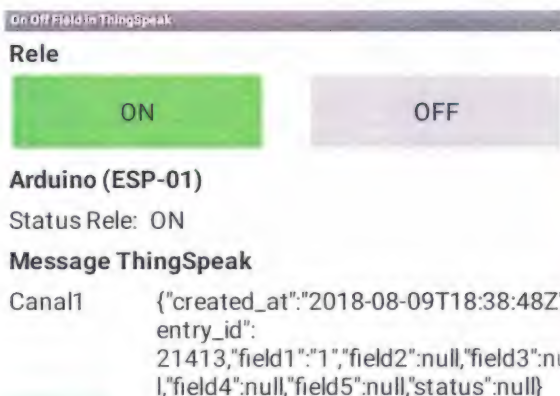 On Off Field in ThingSpeak
Rele
ON OFF
Arduino (ESP-01)
Status Rele: ON
Message ThingSpeak
Canal1 {"created_at":"2018-08-09T18:38:48Z"
entry_id":
21413,"field1":"1","field2":null,"field3":nu
l,"field4":null,"field5":null,"status":null}